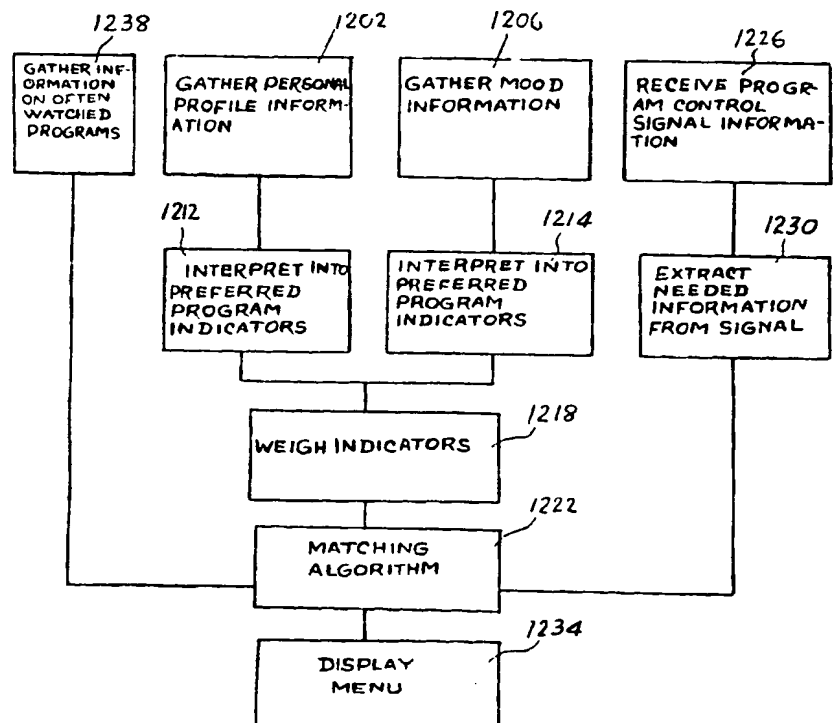 1238
GATHER INF-
ORMATION
ON OFTEN
WATCHED
PROGRAMS
1202
GATHER PERSONAL
PROFILE INFORM-
ATION
1206
GATHER MOOD
INFORMATION
1226
RECEIVE PROGR-
AM CONTROL
SIGNAL INFORMA-
TION
1212
INTERPRET INTO
PREFERRED
PROGRAM
INDICATORS
1214
INTERPRET INTO
PREFERRED
PROGRAM
INDICATORS
1230
EXTRACT
NEEDED
INFORMATION
FROM SIGNAL
1218
WEIGH INDICATORS
1222
MATCHING
ALGORITHM
1234
DISPLAY
MENU